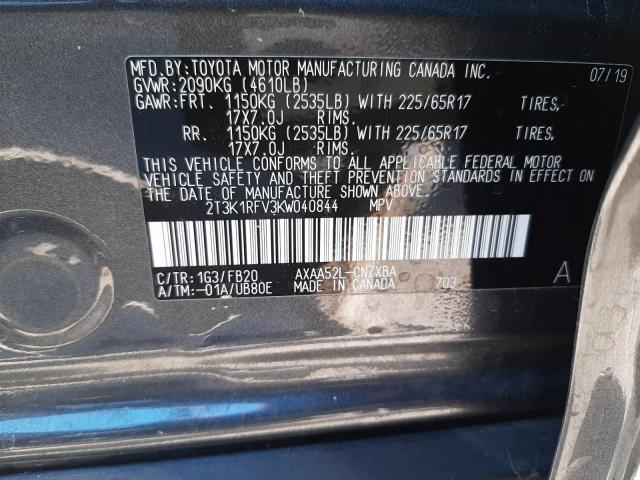 MFD.BY:TOYOTA MOTOR MANUFACTURING CANADA INC. 07/19
GVWR:2090KG (4610LB)
GAWR:FRT. 1150KG (2535LB) WITH 225/65R17 TIRES,
17X7.0J RIMS.
RR. 1150KG (2535LB) WITH 225/65R17 TIRES,
17X7.0J RIMS.
THIS VEHICLE CONFORMS TO ALL APPLICABLE FEDERAL MOTOR
VEHICLE SAFETY AND THEFT PREVENTION STANDARDS IN EFFECT ON
THE DATE OF MANUFACTURE SHOWN ABOVE.
2T3K1RFV3KW040844 MPV
C/TR:1G3/FB20 AXAA52L-CNZXBA A
A/TM:-01A/UB80E MADE IN CANADA 703